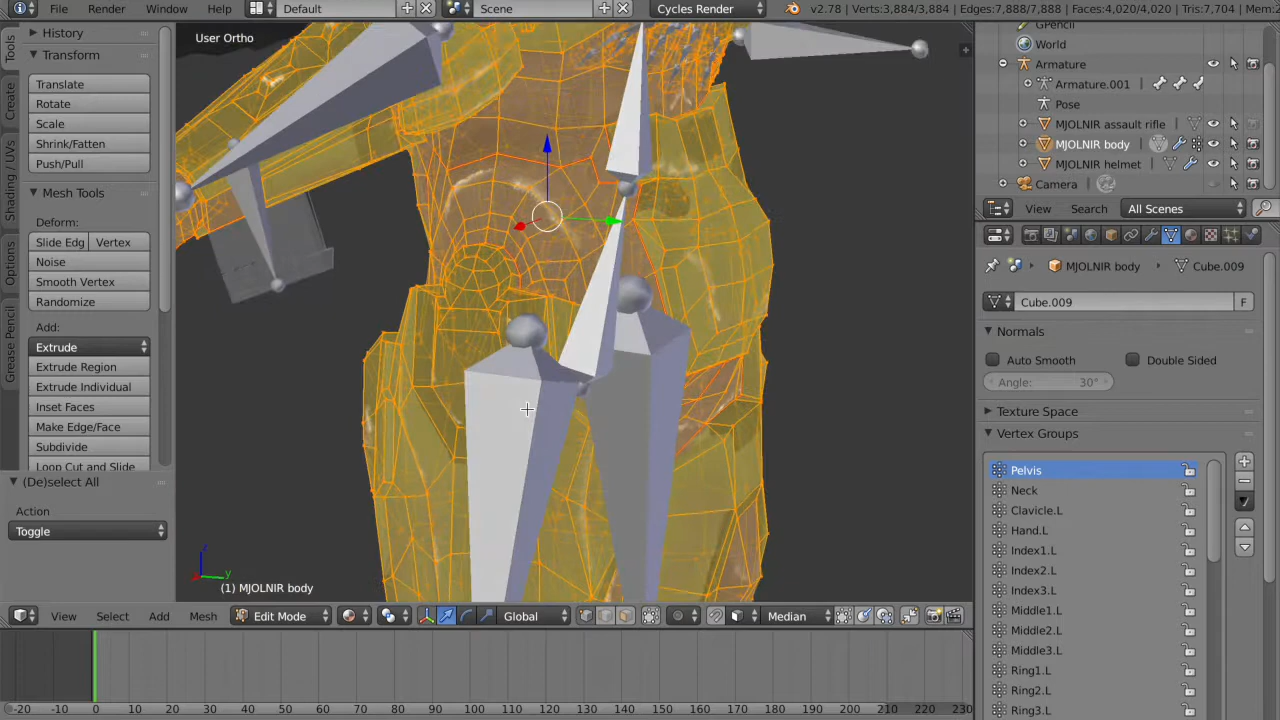 File Render Window Help Default Scene Cycles Render v2.78 | Verts:3,884/3,884 | Edges:7,888/7,888 | Faces:4,020/4,020 | Tris:7,704
Tools
Create
Shading / UVs
Options
Grease Pencil
History
Transform
Translate
Rotate
Scale
Shrink/Fatten
Push/Pull
Mesh Tools
Deform:
Slide Edg Vertex
Noise
Smooth Vertex
Randomize
Add:
Extrude
Extrude Region
Extrude Individual
Inset Faces
Make Edge/Face
Subdivide
Loop Cut and Slide
(De)select All
Action
Toggle
User Ortho
z
y
(1) MJOLNIR body
View Select Add Mesh Edit Mode Global Median
-20 -10 0 10 20 30 40 50 60 70 80 90 100 110 120 130 140 150 160 170 180 190 200 210 220 230
GPencil
World
Armature
Armature.001
Pose
MJOLNIR assault rifle
MJOLNIR body
MJOLNIR helmet
Camera
View Search All Scenes
MJOLNIR body Cube.009
Cube.009 F
Normals
Auto Smooth Double Sided
Angle: 30°
Texture Space
Vertex Groups
Pelvis
Neck
Clavicle.L
Hand.L
Index1.L
Index2.L
Index3.L
Middle1.L
Middle2.L
Middle3.L
Ring1.L
Ring2.L
Ring3.L